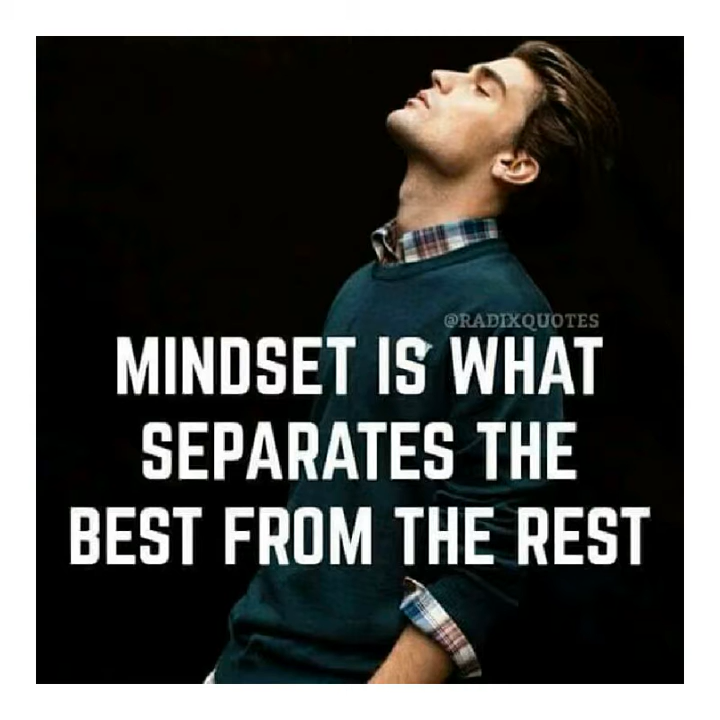 @RADIXQUOTES
MINDSET IS WHAT
SEPARATES THE
BEST FROM THE REST